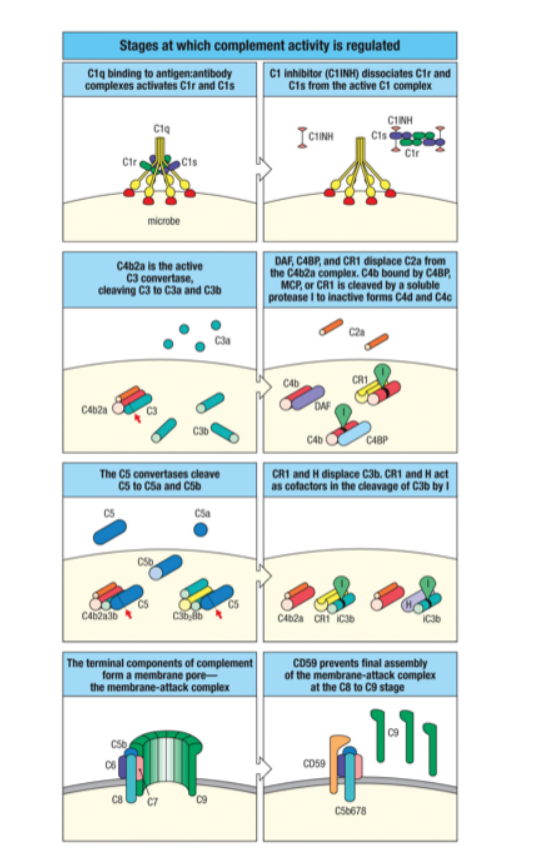 Stages at which complement activity is regulated
C1q binding to antigen:antibody
complexes activates C1r and C1s
C1q
C1r
C1s
microbe
C1 inhibitor (C1INH) dissociates C1r and
C1s from the active C1 complex
C1INH
C1INH
C1s
C1r
C4b2a is the active
C3 convertase,
cleaving C3 to C3a and C3b
C3a
C4b2a
C3
C3b
DAF, C4BP, and CR1 displace C2a from
the C4b2a complex. C4b bound by C4BP,
MCP, or CR1 is cleaved by a soluble
protease I to inactive forms C4d and C4c
C2a
C4b
CR1
I
DAF
I
C4b
C4BP
The C5 convertases cleave
C5 to C5a and C5b
C5
C5a
C5b
C5
C4b2a3b
C5
C3b₂Bb
CR1 and H displace C3b. CR1 and H act
as cofactors in the cleavage of C3b by I
I
I
H
C4b2a
CR1
iC3b
iC3b
The terminal components of complement
form a membrane pore—
the membrane-attack complex
C5b
C6
C8
C7
C9
CD59 prevents final assembly
of the membrane-attack complex
at the C8 to C9 stage
C9
CD59
C5b678